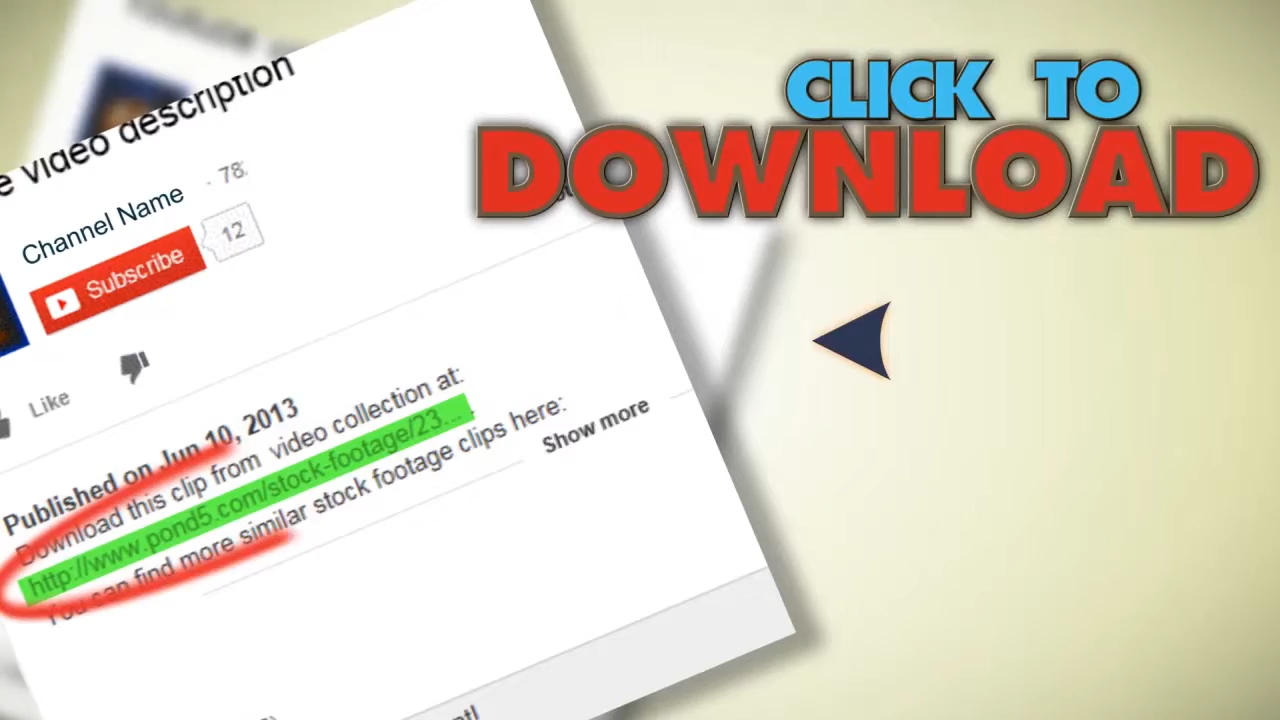 CLICK TO
DOWNLOAD
e video description
Channel Name
78
Subscribe
12
Like
Published on Jun 10, 2013
Download this clip from video collection at:
http://www.pond5.com/stock-footage/23...
You can find more similar stock footage clips here:
Show more